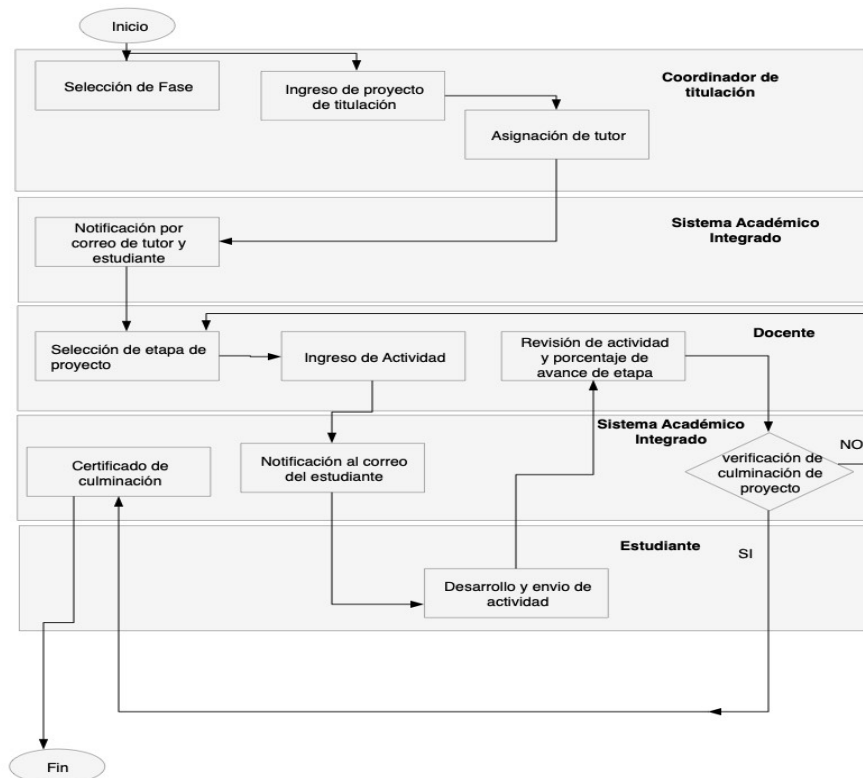 Inicio
Selección de Fase
Ingreso de proyecto
de titulación
Coordinador de
titulación
Asignación de tutor
Notificación por
correo de tutor y
estudiante
Sistema Académico
Integrado
Docente
Selección de etapa de
proyecto
Ingreso de Actividad
Revisión de actividad
y porcentaje de
avance de etapa
Sistema Académico
Integrado
Certificado de
culminación
Notificación al correo
del estudiante
verificación de
culminación de
proyecto
NO
Estudiante
SI
Desarrollo y envio de
actividad
Fin